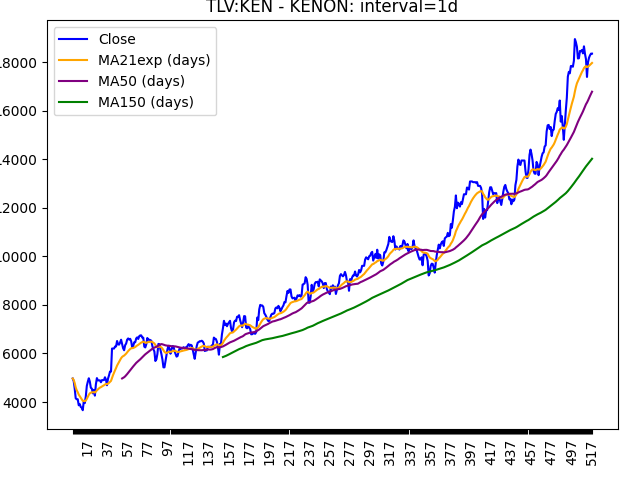 TLV:KEN - KENON: interval=1d
Close
MA21exp (days)
MA50 (days)
MA150 (days)
18000
16000
14000
12000
10000
8000
6000
4000
17 37 57 77 97 117 137 157 177 197 217 237 257 277 297 317 337 357 377 397 417 437 457 477 497 517